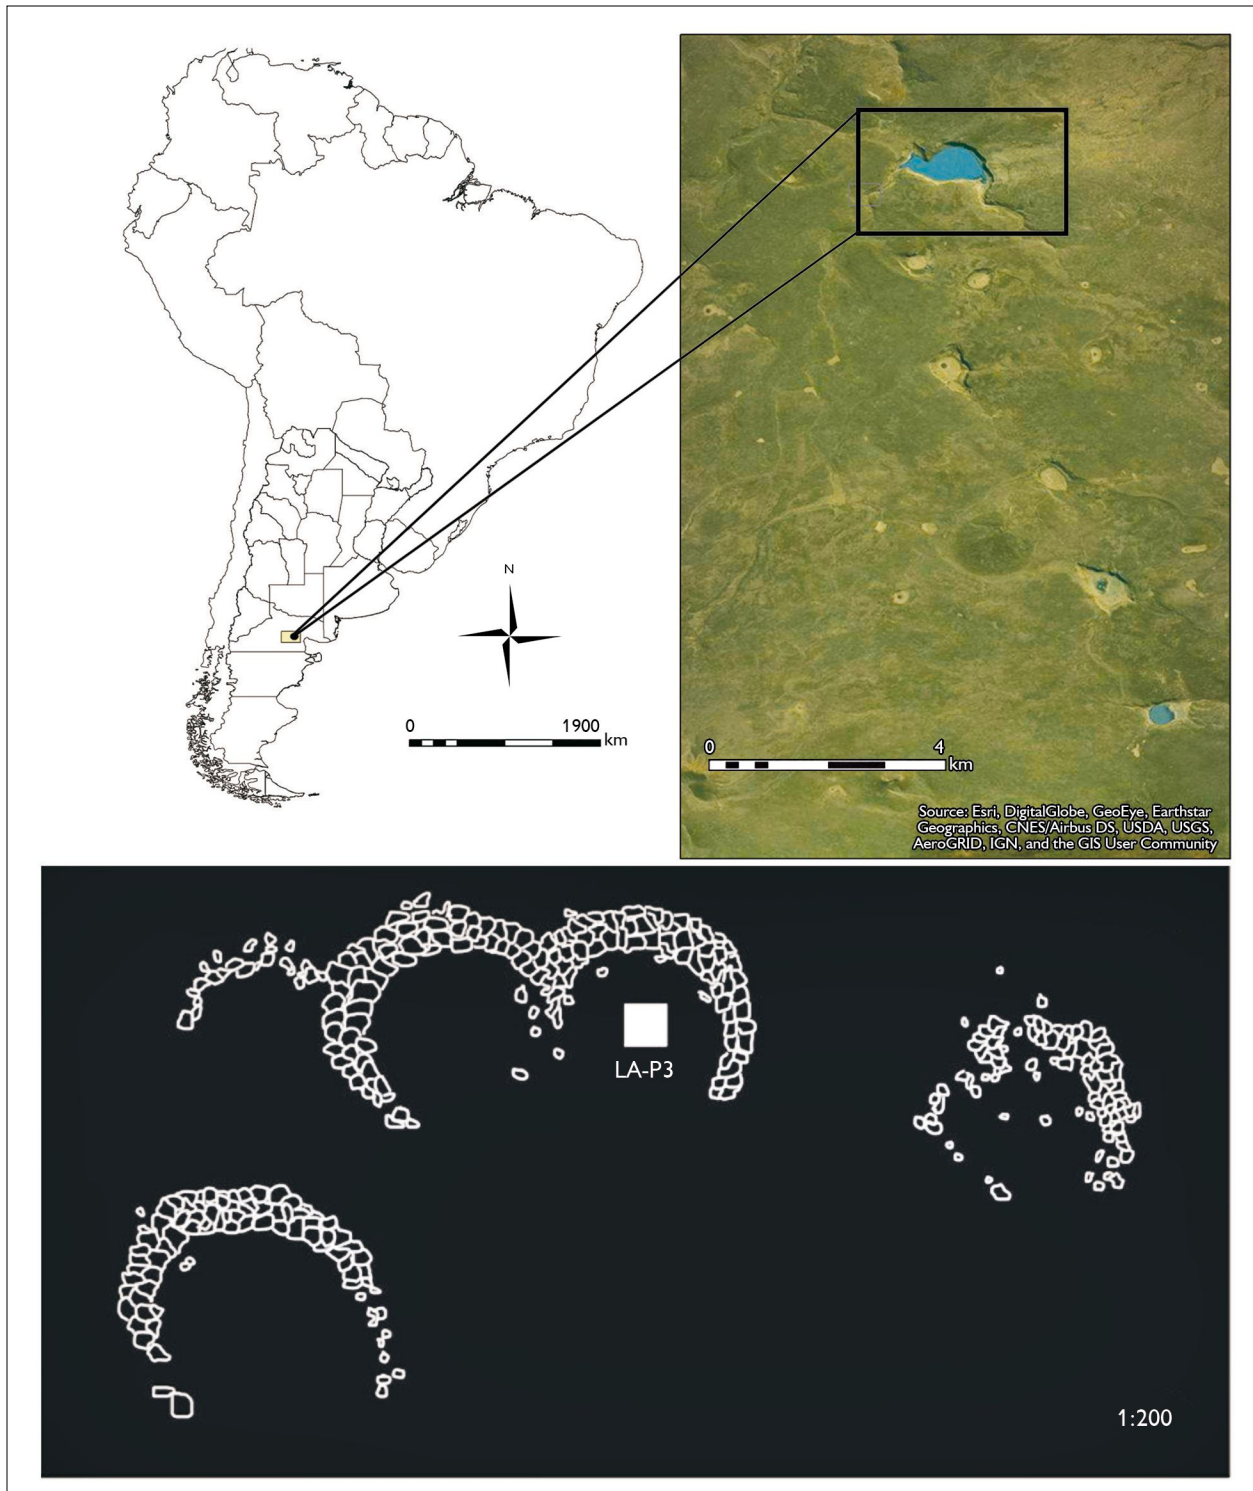 N
0 1900
km
0 4
km
Source: Esri, DigitalGlobe, GeoEye, Earthstar
Geographics, CNES/Airbus DS, USDA, USGS,
AeroGRID, IGN, and the GIS User Community
LA-P3
1:200